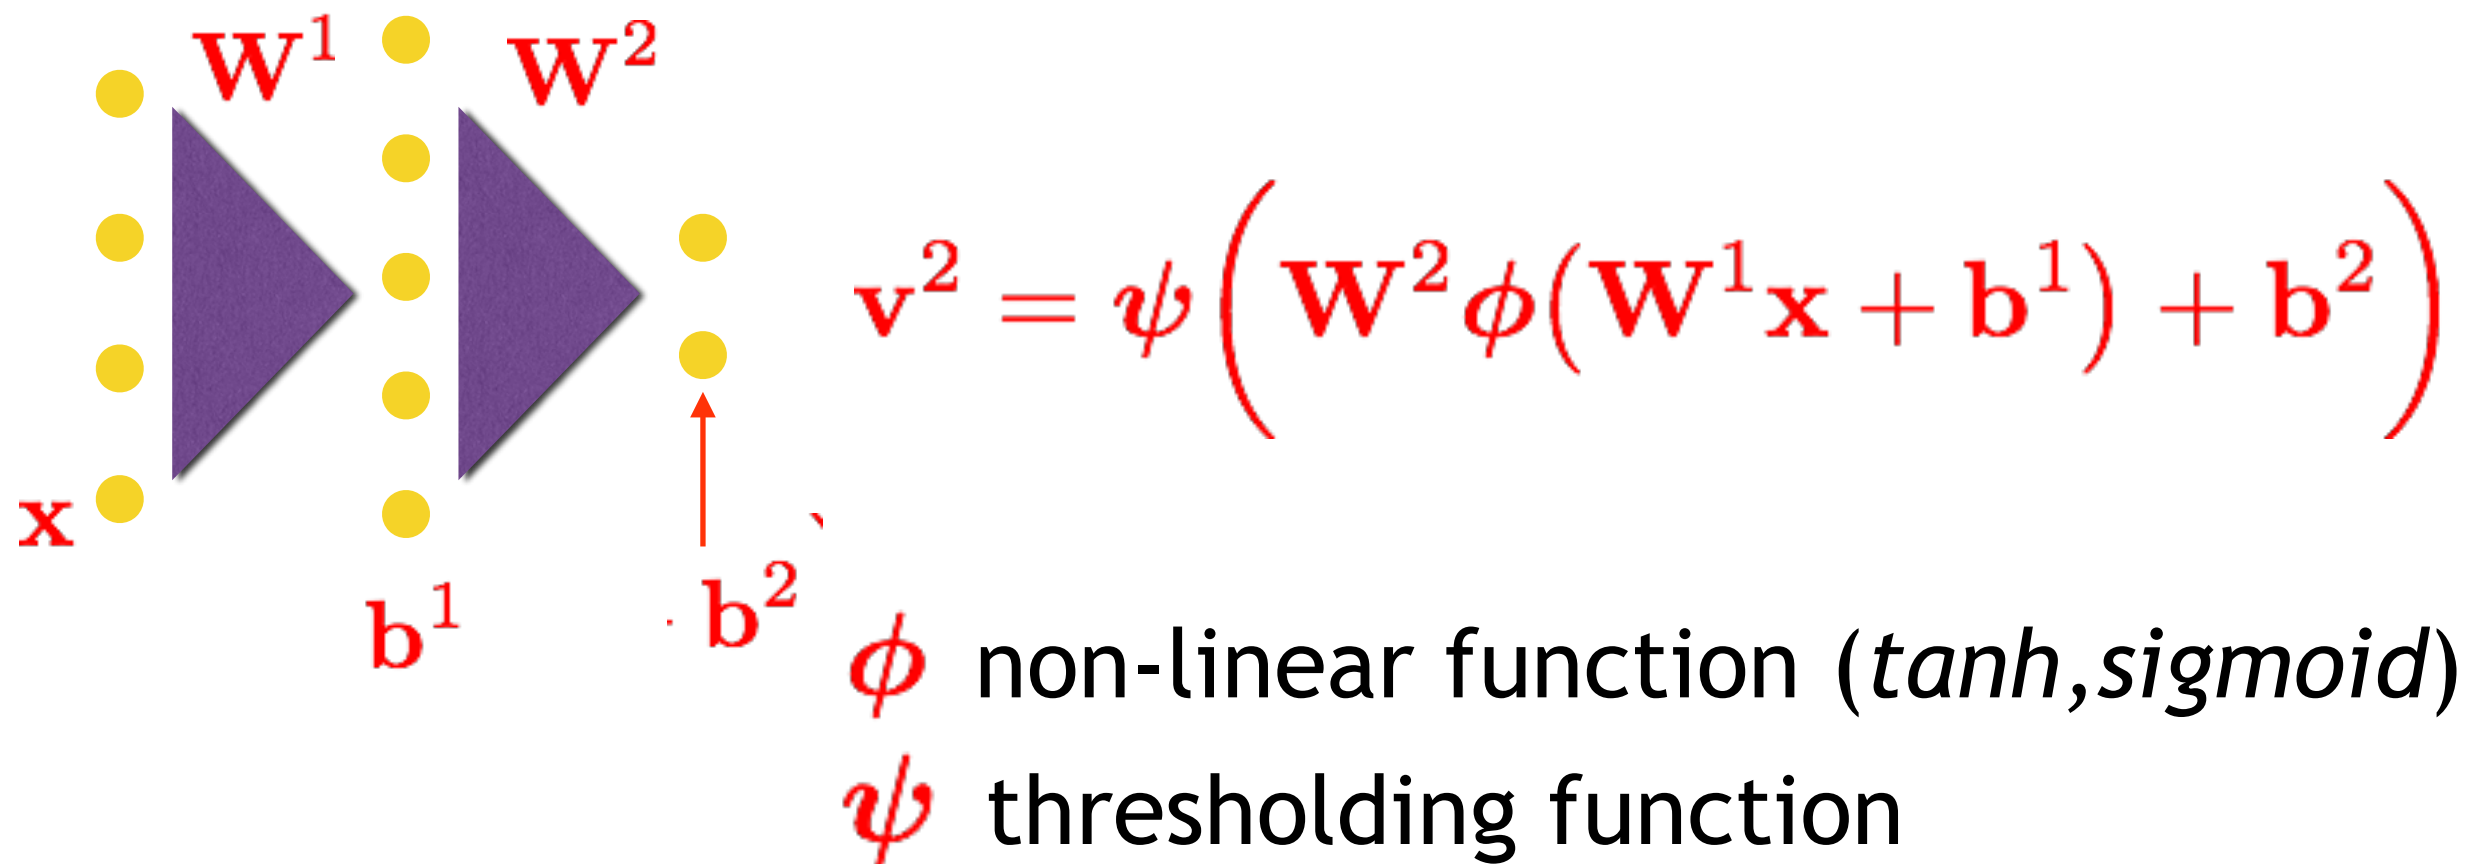 W¹ W²
v² = ψ(W²ϕ(W¹x + b¹) + b²)
x
b¹ b²
ϕ non-linear function (tanh,sigmoid)
ψ thresholding function